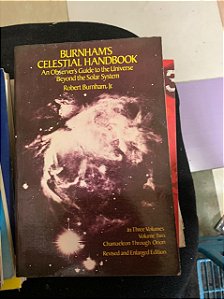 BURNHAM'S
CELESTIAL HANDBOOK
An Observer's Guide to the Universe
Beyond the Solar System
Robert Burnham, Jr.
In Three Volumes
Volume Two
Chamaeleon Through Orion
Revised and Enlarged Edition